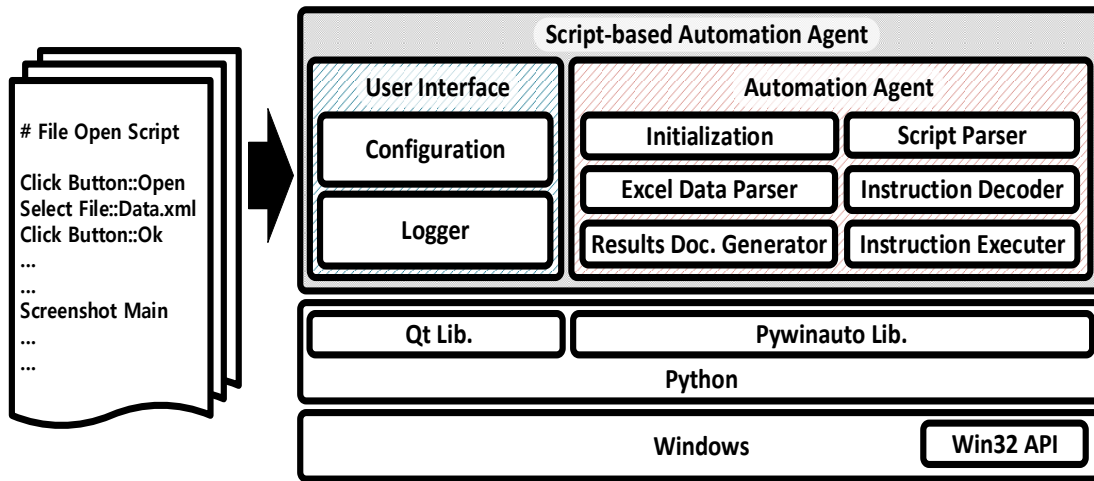 # File Open Script
Click Button::Open
Select File::Data.xml
Click Button::Ok
...
...
Screenshot Main
...
...
Script-based Automation Agent
User Interface
Configuration
Logger
Automation Agent
Initialization
Script Parser
Excel Data Parser
Instruction Decoder
Results Doc. Generator
Instruction Executer
Qt Lib.
Pywinauto Lib.
Python
Windows
Win32 API